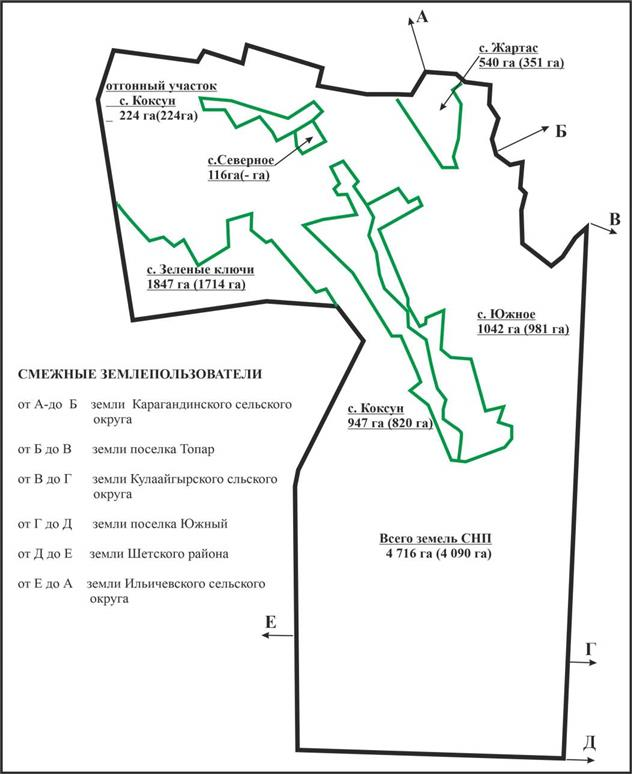 А
с. Жартас
540 га (351 га)
отгонный участок
с. Коксун
224 га(224га)
Б
с.Северное
116га(- га)
В
с. Зеленые ключи
1847 га (1714 га)
с. Южное
1042 га (981 га)
СМЕЖНЫЕ ЗЕМЛЕПОЛЬЗОВАТЕЛИ
от А-до Б земли Карагандинского сельского
округа
с. Коксун
947 га (820 га)
от Б до В земли поселка Топар
от В до Г земли Кулаайгырского сльского
округа
от Г до Д земли поселка Южный
Всего земель СНП
4 716 га (4 090 га)
от Д до Е земли Шетского района
от Е до А земли Ильичевского сельского
округа
Е
Г
Д